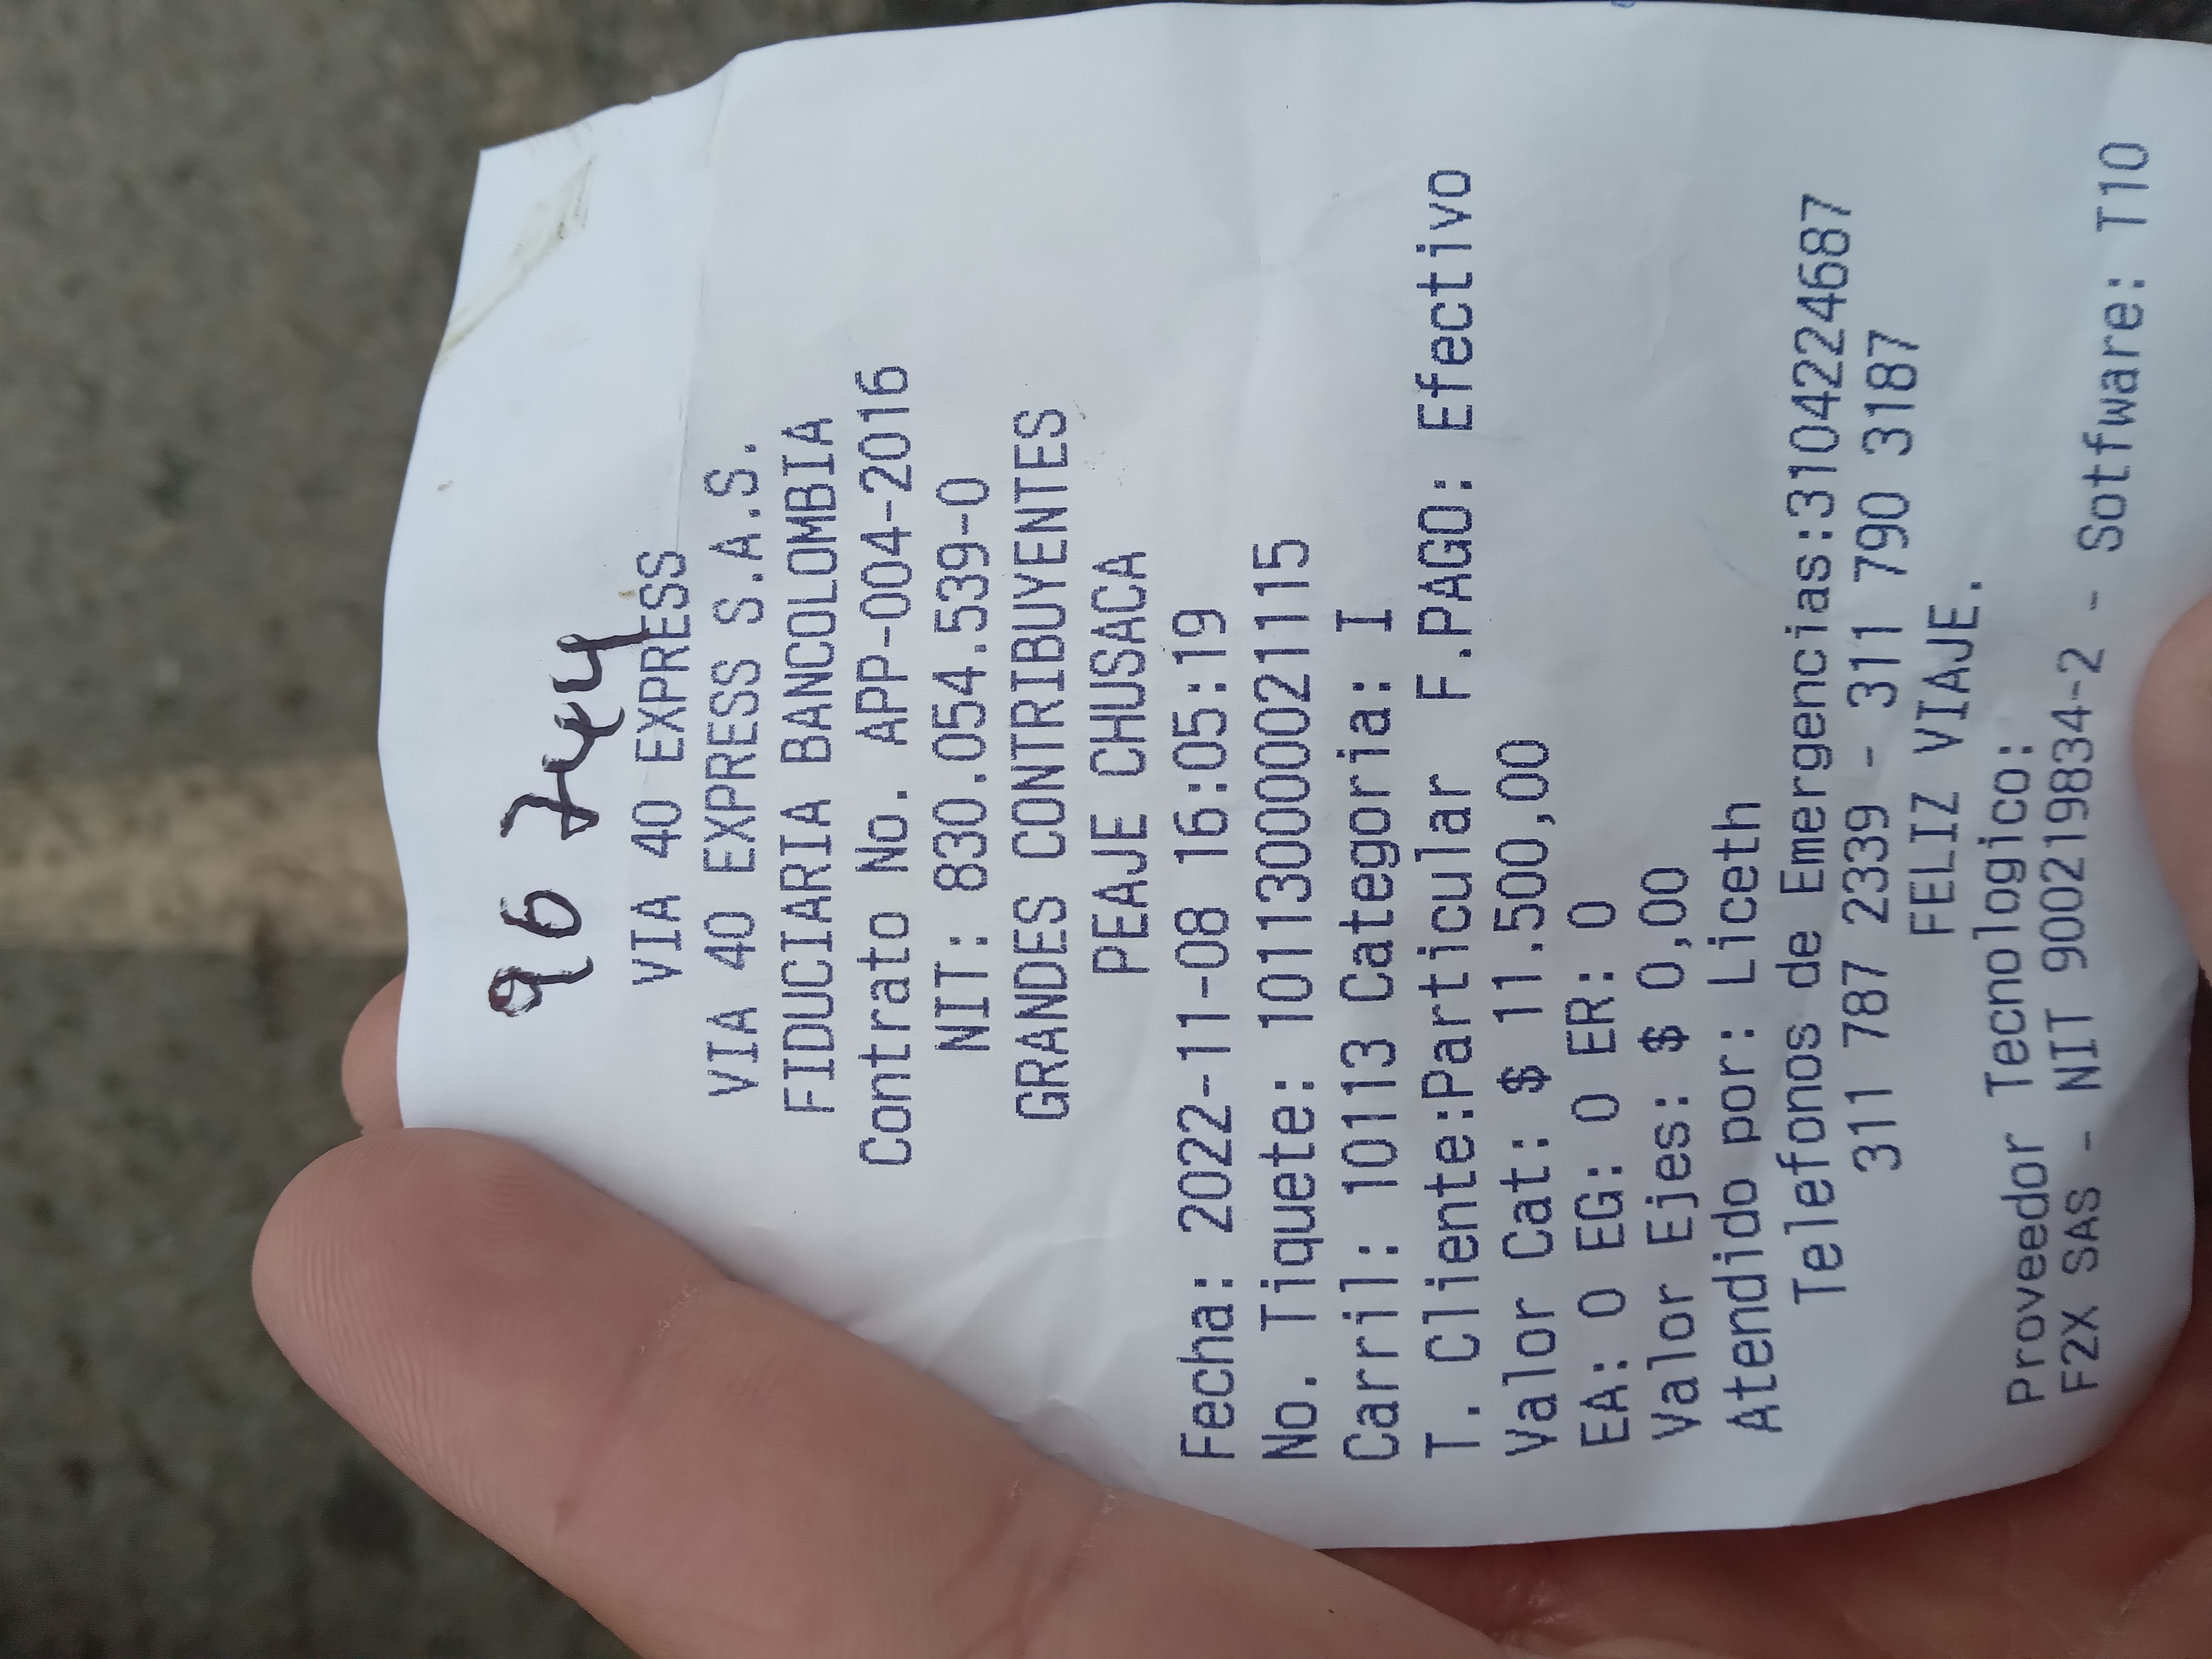 96 744
VIA 40 EXPRESS
VIA 40 EXPRESS S.A.S.
FIDUCIARIA BANCOLOMBIA
Contrato No. APP-004-2016
NIT: 830.054.539-0
GRANDES CONTRIBUYENTES
PEAJE CHUSACA
Fecha: 2022-11-08 16:05:19
No. Tiquete: 1011300000021115
Carril: 10113 Categoria: I
T. Cliente:Particular F.PAGO: Efectivo
Valor Cat: $ 11.500,00
EA: 0 EG: 0 ER: 0
Valor Ejes: $ 0,00
Atendido por: Liceth
Telefonos de Emergencias:3104224687
311 787 2339 - 311 790 3187
FELIZ VIAJE.
Proveedor Tecnologico:
F2X SAS - NIT 900219834-2 - Sotfware: T10